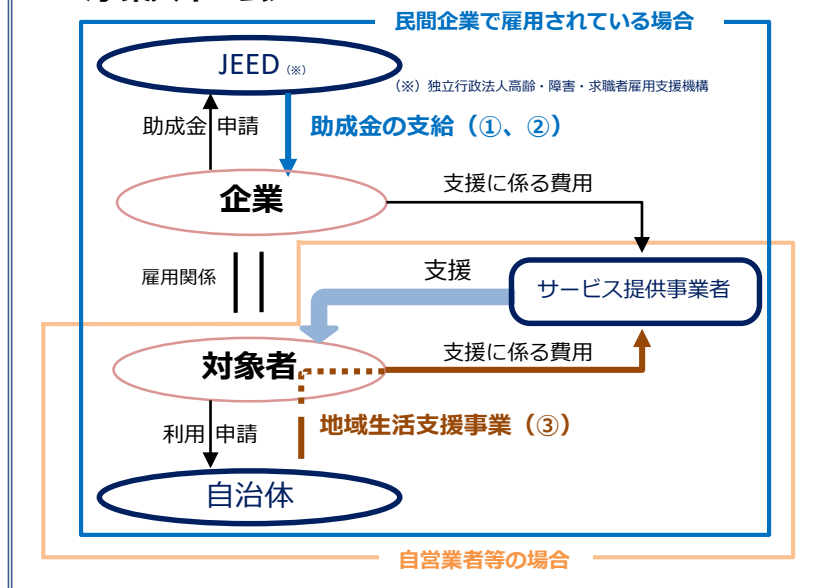 民間企業で雇用されている場合
JEED（※）
（※）独立行政法人高齢・障害・求職者雇用支援機構
助成金 申請
助成金の支給（①、②）
企業
支援に係る費用
雇用関係
支援
サービス提供事業者
対象者
支援に係る費用
利用 申請
地域生活支援事業（③）
自治体
自営業者等の場合